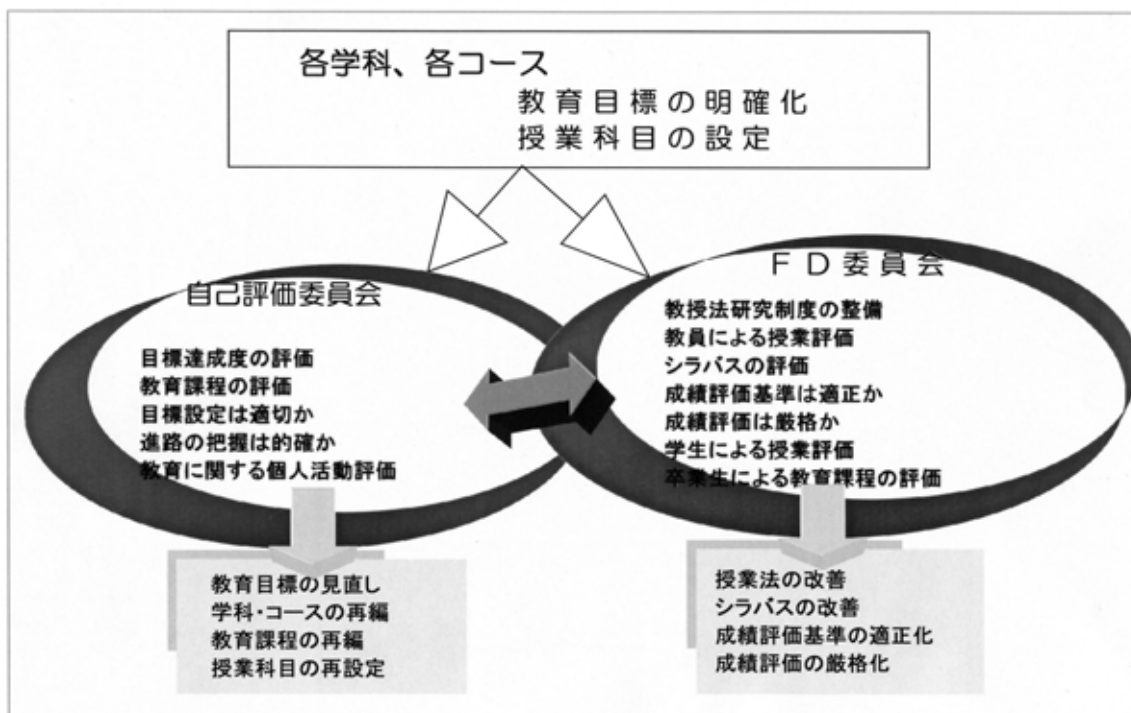 各学科、各コース
教育目標の明確化
授業科目の設定
自己評価委員会
目標達成度の評価
教育課程の評価
目標設定は適切か
進路の把握は的確か
教育に関する個人活動評価
FD委員会
教授法研究制度の整備
教員による授業評価
シラバスの評価
成績評価基準は適正か
成績評価は厳格か
学生による授業評価
卒業生による教育課程の評価
教育目標の見直し
学科・コースの再編
教育課程の再編
授業科目の再設定
授業法の改善
シラバスの改善
成績評価基準の適正化
成績評価の厳格化